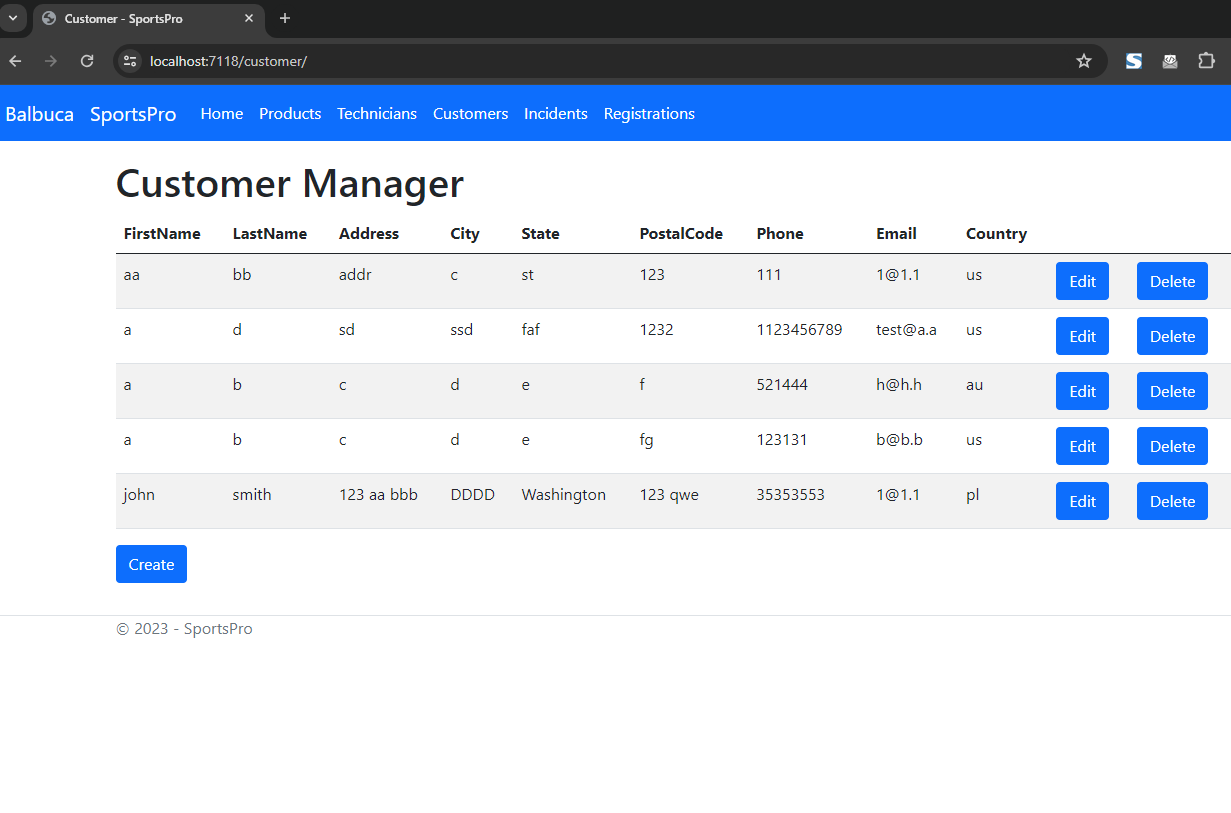 Customer - SportsPro
localhost:7118/customer/
Balbuca SportsPro Home Products Technicians Customers Incidents Registrations
Customer Manager
FirstName LastName Address City State PostalCode Phone Email Country
aa bb addr c st 123 111 1@1.1 us Edit Delete
a d sd ssd faf 1232 1123456789 test@a.a us Edit Delete
a b c d e f 521444 h@h.h au Edit Delete
a b c d e fg 123131 b@b.b us Edit Delete
john smith 123 aa bbb DDDD Washington 123 qwe 35353553 1@1.1 pl Edit Delete
Create
© 2023 - SportsPro